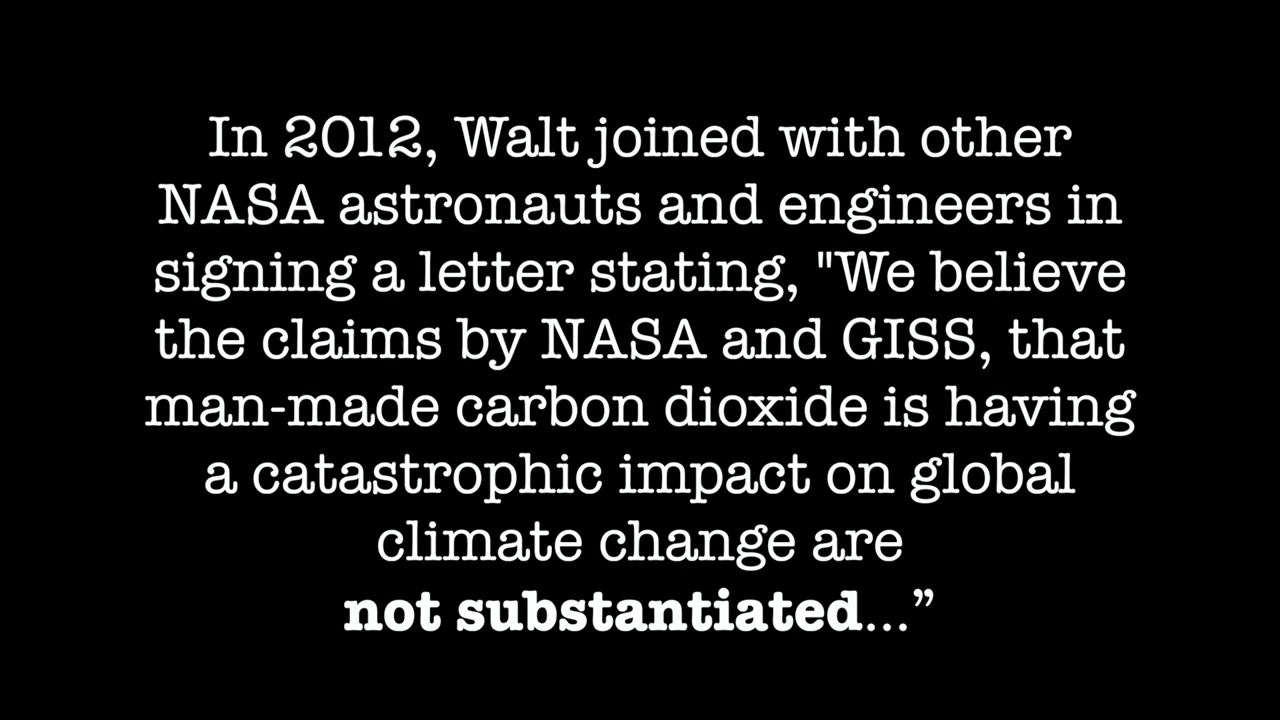 In 2012, Walt joined with other
NASA astronauts and engineers in
signing a letter stating, "We believe
the claims by NASA and GISS, that
man-made carbon dioxide is having
a catastrophic impact on global
climate change are
not substantiated...”